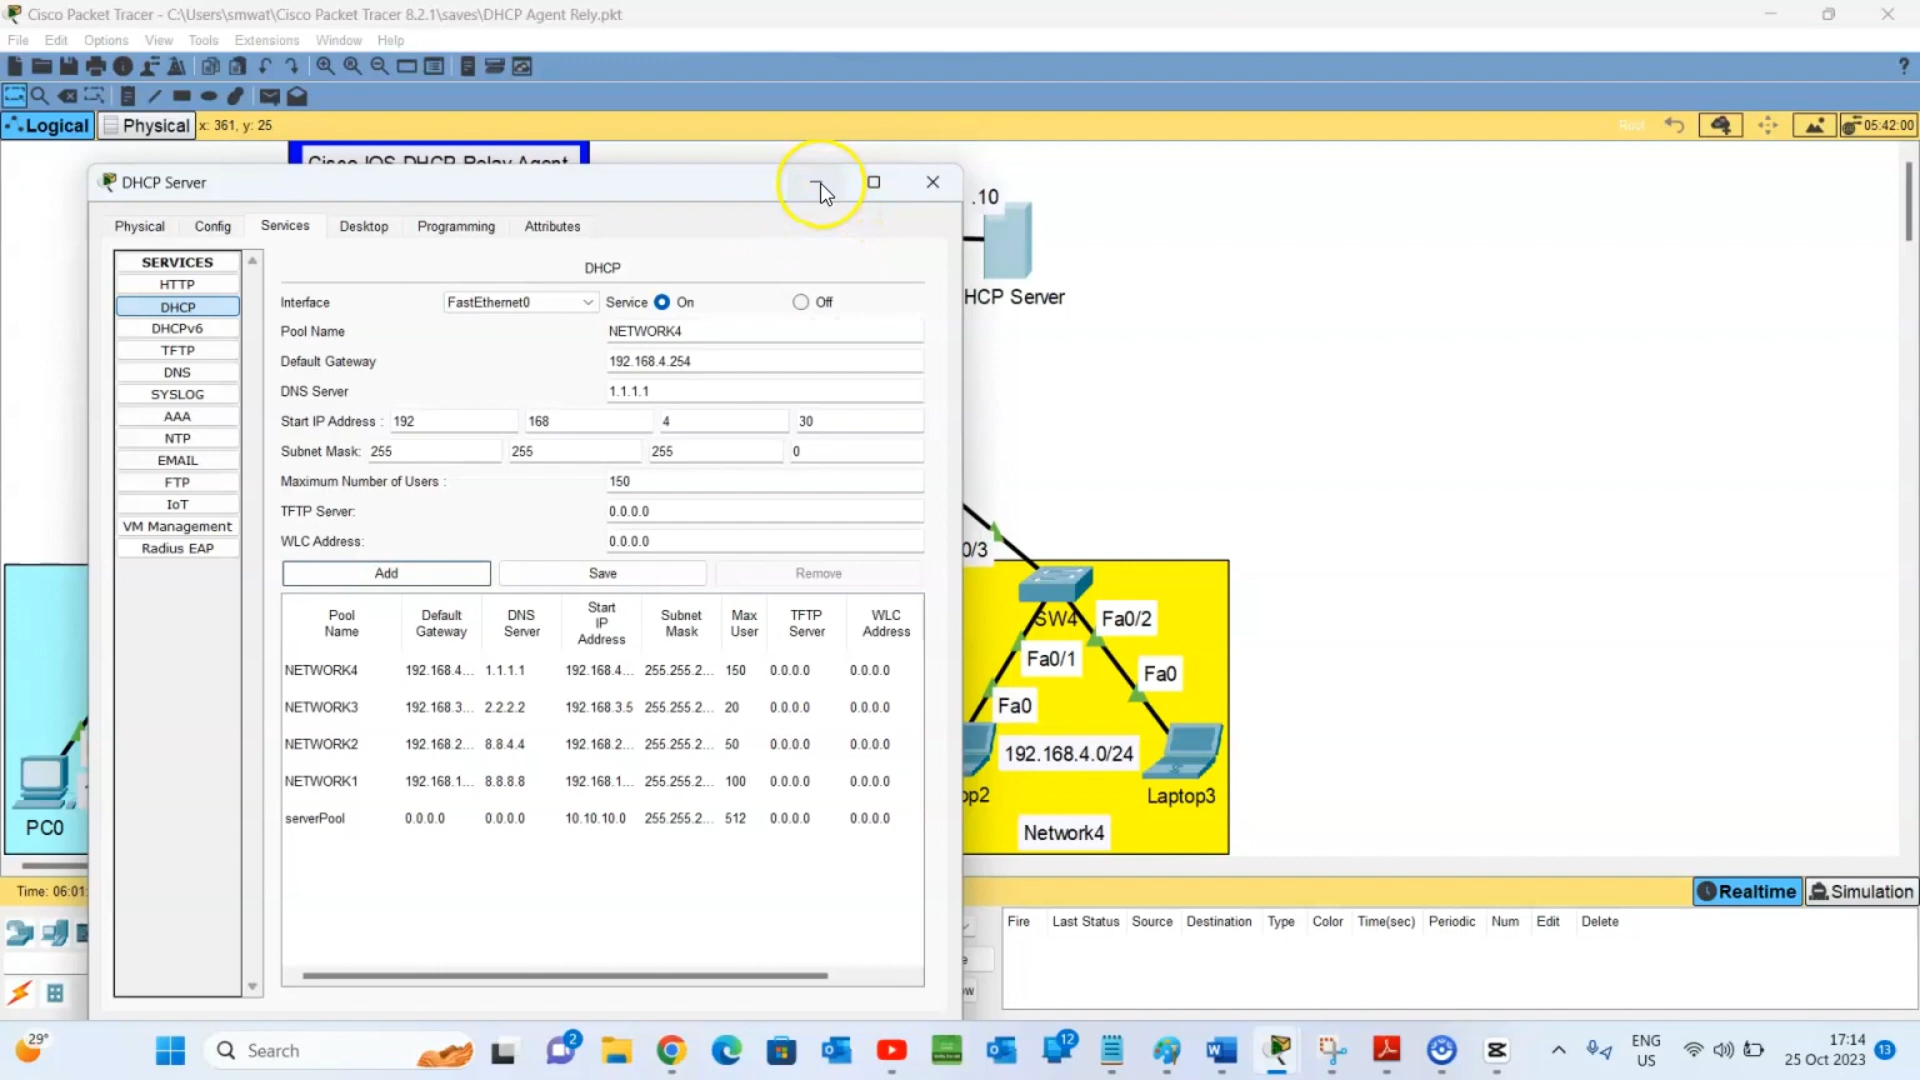 Cisco Packet Tracer - C:\Users\smwat\Cisco Packet Tracer 8.2.1\saves\DHCP Agent Rely.pkt
File Edit Options View Tools Extensions Window Help
?
Logical Physical x: 361, y: 25 Root 05:42:00
Cisco IOS DHCP Relay Agent
DHCP Server
Physical Config Services Desktop Programming Attributes
SERVICES
HTTP
DHCP
DHCPv6
TFTP
DNS
SYSLOG
AAA
NTP
EMAIL
FTP
IoT
VM Management
Radius EAP
DHCP
Interface FastEthernet0 Service On Off
Pool Name NETWORK4
Default Gateway 192.168.4.254
DNS Server 1.1.1.1
Start IP Address : 192 168 4 30
Subnet Mask: 255 255 255 0
Maximum Number of Users : 150
TFTP Server: 0.0.0.0
WLC Address: 0.0.0.0
Add Save Remove
Pool Name Default Gateway DNS Server Start IP Address Subnet Mask Max User TFTP Server WLC Address
NETWORK4 192.168.4... 1.1.1.1 192.168.4... 255.255.2... 150 0.0.0.0 0.0.0.0
NETWORK3 192.168.3... 2.2.2.2 192.168.3.5 255.255.2... 20 0.0.0.0 0.0.0.0
NETWORK2 192.168.2... 8.8.4.4 192.168.2... 255.255.2... 50 0.0.0.0 0.0.0.0
NETWORK1 192.168.1... 8.8.8.8 192.168.1... 255.255.2... 100 0.0.0.0 0.0.0.0
serverPool 0.0.0.0 0.0.0.0 10.10.10.0 255.255.2... 512 0.0.0.0 0.0.0.0
.10
HCP Server
0/3
SW4 Fa0/2
Fa0/1
Fa0
Fa0
192.168.4.0/24
op2
Laptop3
Network4
PC0
Time: 06:01:
Realtime Simulation
Fire Last Status Source Destination Type Color Time(sec) Periodic Num Edit Delete
e
w
29°
Search
2
12
ENG
US
17:14
25 Oct 2023
13